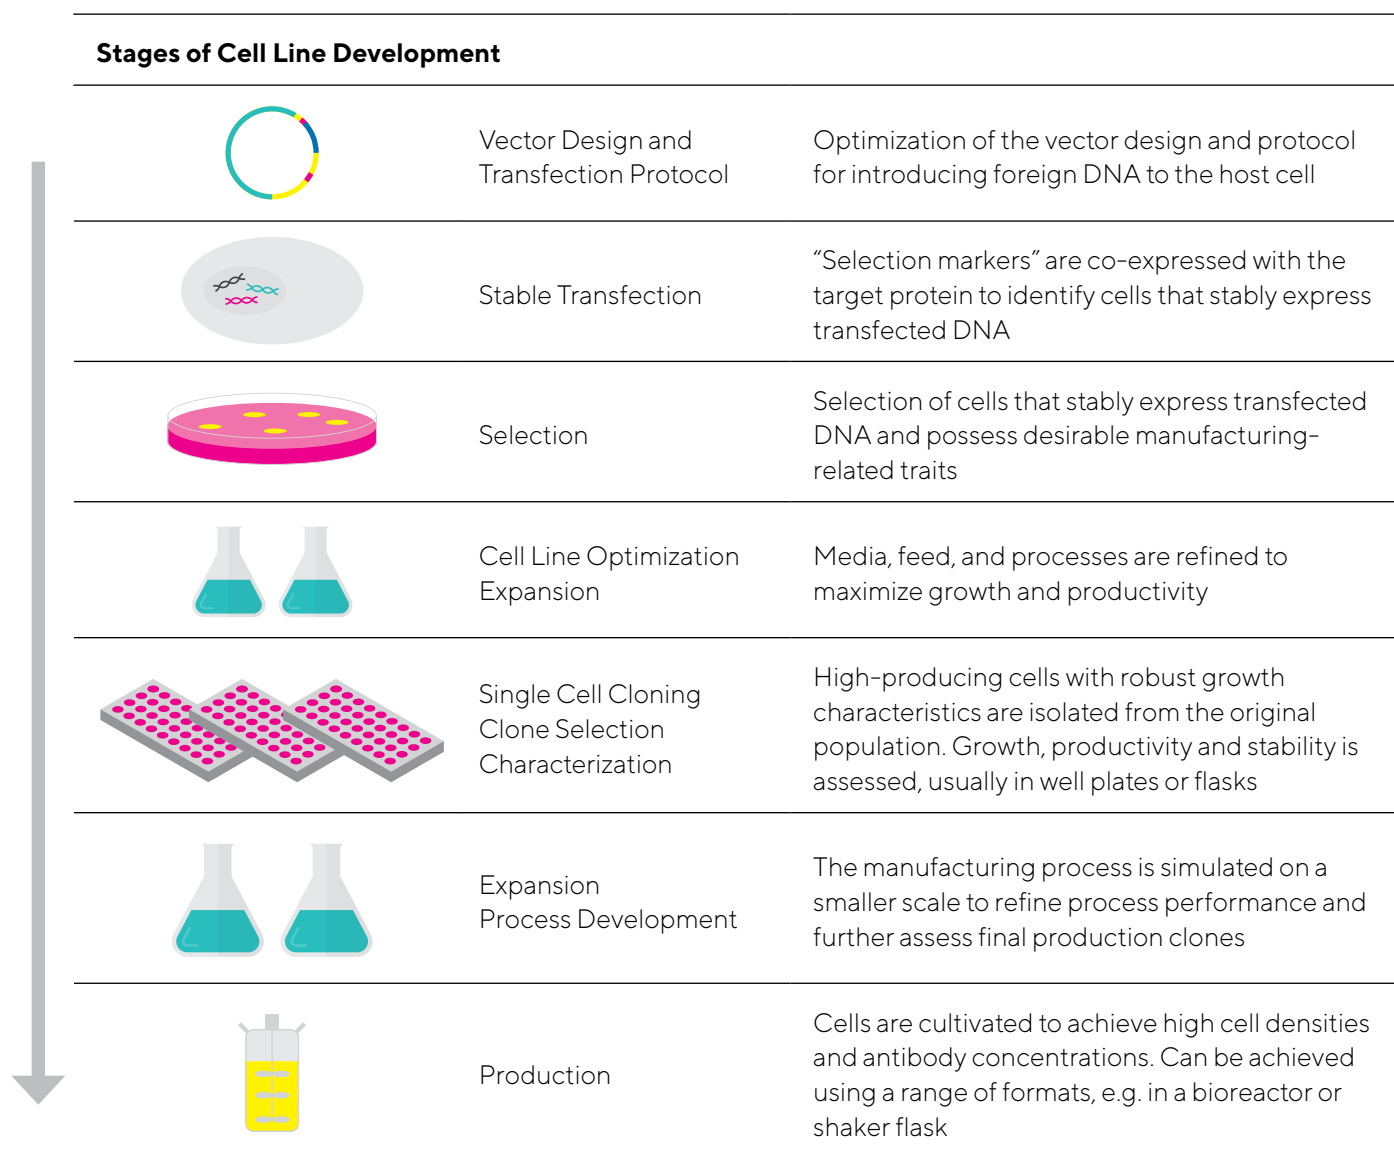 Stages of Cell Line Development
Vector Design and
Transfection Protocol
Optimization of the vector design and protocol
for introducing foreign DNA to the host cell
Stable Transfection
“Selection markers” are co-expressed with the
target protein to identify cells that stably express
transfected DNA
Selection
Selection of cells that stably express transfected
DNA and possess desirable manufacturing-
related traits
Cell Line Optimization
Expansion
Media, feed, and processes are refined to
maximize growth and productivity
Single Cell Cloning
Clone Selection
Characterization
High-producing cells with robust growth
characteristics are isolated from the original
population. Growth, productivity and stability is
assessed, usually in well plates or flasks
Expansion
Process Development
The manufacturing process is simulated on a
smaller scale to refine process performance and
further assess final production clones
Production
Cells are cultivated to achieve high cell densities
and antibody concentrations. Can be achieved
using a range of formats, e.g. in a bioreactor or
shaker flask